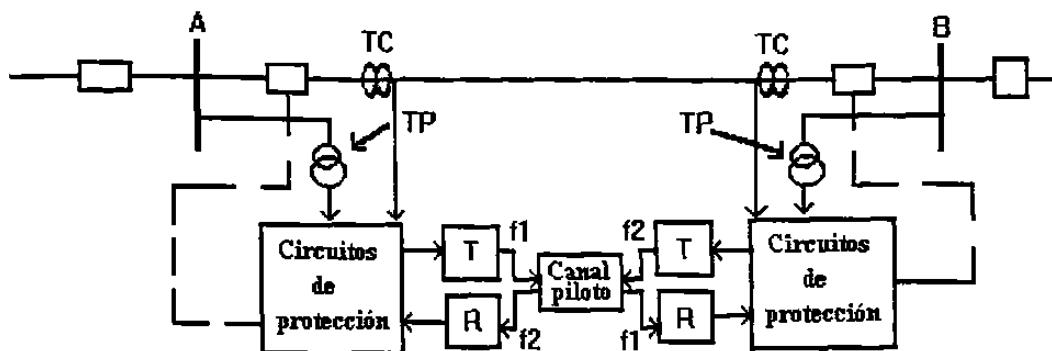 A
B
TC
TC
TP
TP
Circuitos
de
protección
T
f1
R
f2
Canal
piloto
f2
T
f1
R
Circuitos
de
protección